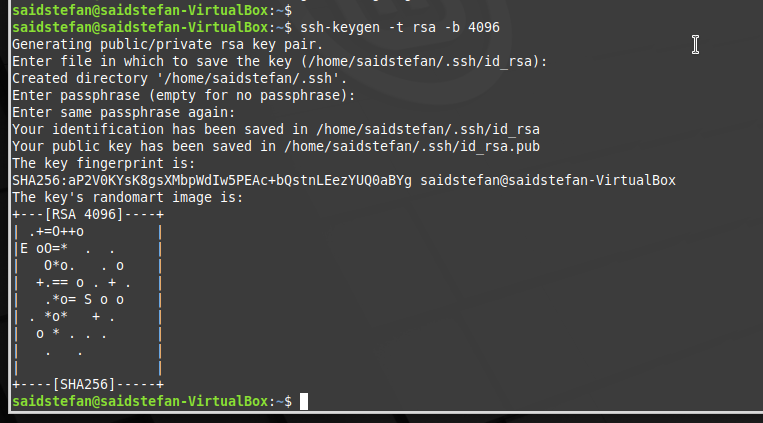 saidstefan@saidstefan-VirtualBox:~$
saidstefan@saidstefan-VirtualBox:~$ ssh-keygen -t rsa -b 4096
Generating public/private rsa key pair.
Enter file in which to save the key (/home/saidstefan/.ssh/id_rsa):
Created directory '/home/saidstefan/.ssh'.
Enter passphrase (empty for no passphrase):
Enter same passphrase again:
Your identification has been saved in /home/saidstefan/.ssh/id_rsa
Your public key has been saved in /home/saidstefan/.ssh/id_rsa.pub
The key fingerprint is:
SHA256:aP2V0KYsK8gsXMbpWdIw5PEAc+bQstnLEezYUQ0aBYg saidstefan@saidstefan-VirtualBox
The key's randomart image is:
+---[RSA 4096]----+
| .+=O++o         |
|E oO=*  .  .     |
|   O*o.   . o    |
|  +.== o . + .   |
|   .*o= S o o    |
| . *o*   + .     |
|  o * . . .      |
|   .   .         |
|                 |
+----[SHA256]-----+
saidstefan@saidstefan-VirtualBox:~$